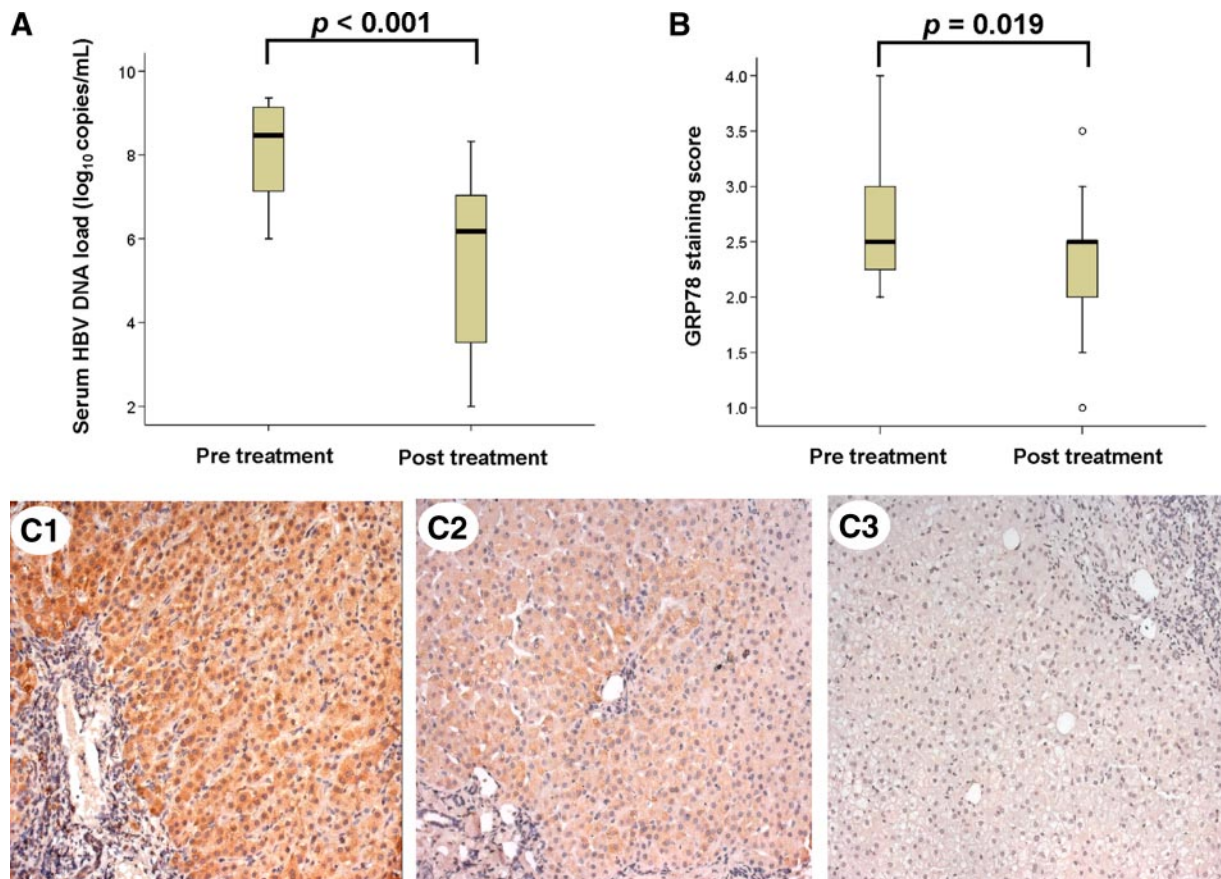 A
p < 0.001
Serum HBV DNA load (log₁₀ copies/mL)
10
8
6
4
2
Pre treatment
Post treatment
B
p = 0.019
GRP78 staining score
4.0
3.5
3.0
2.5
2.0
1.5
1.0
Pre treatment
Post treatment
C1
C2
C3